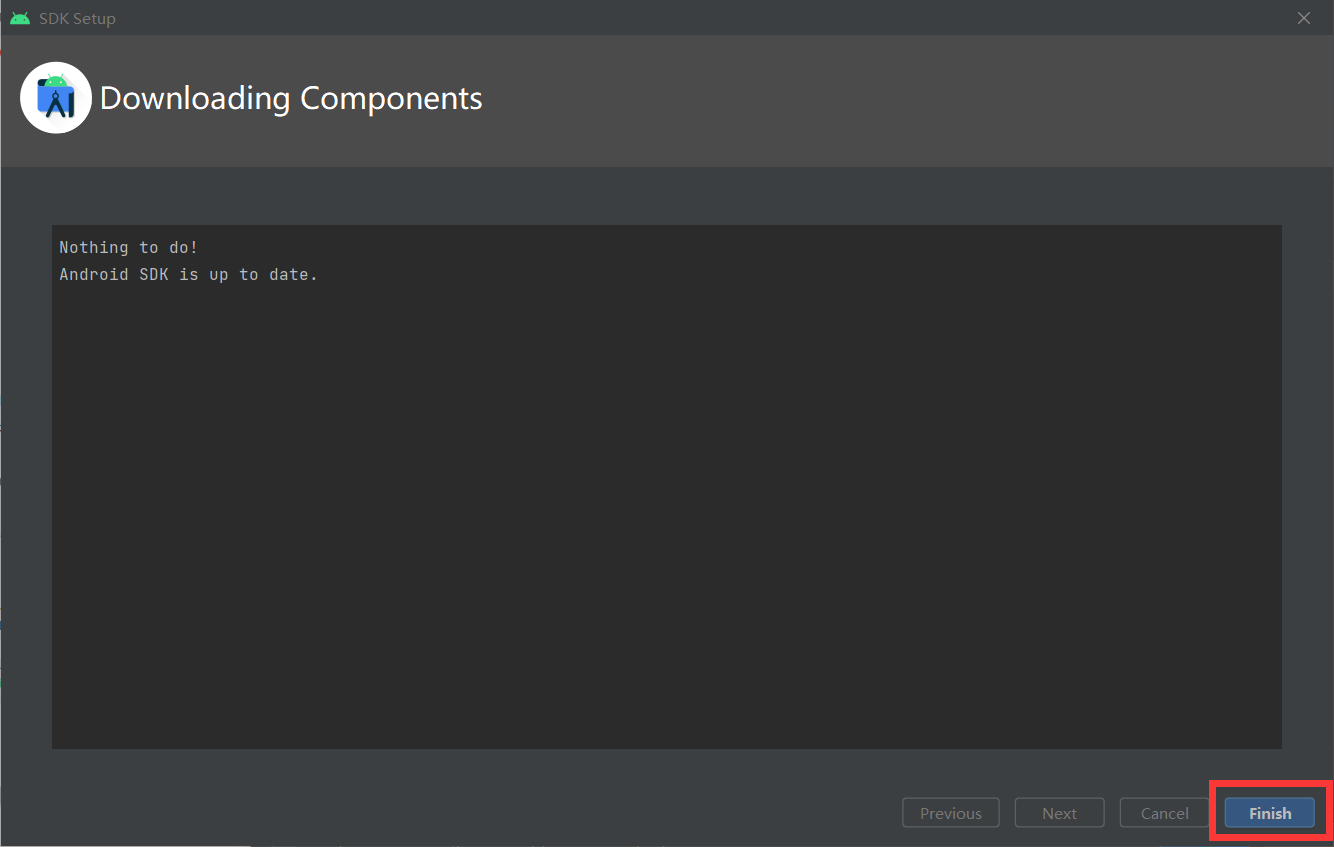 SDK Setup
Downloading Components
Nothing to do!
Android SDK is up to date.
Previous
Next
Cancel
Finish